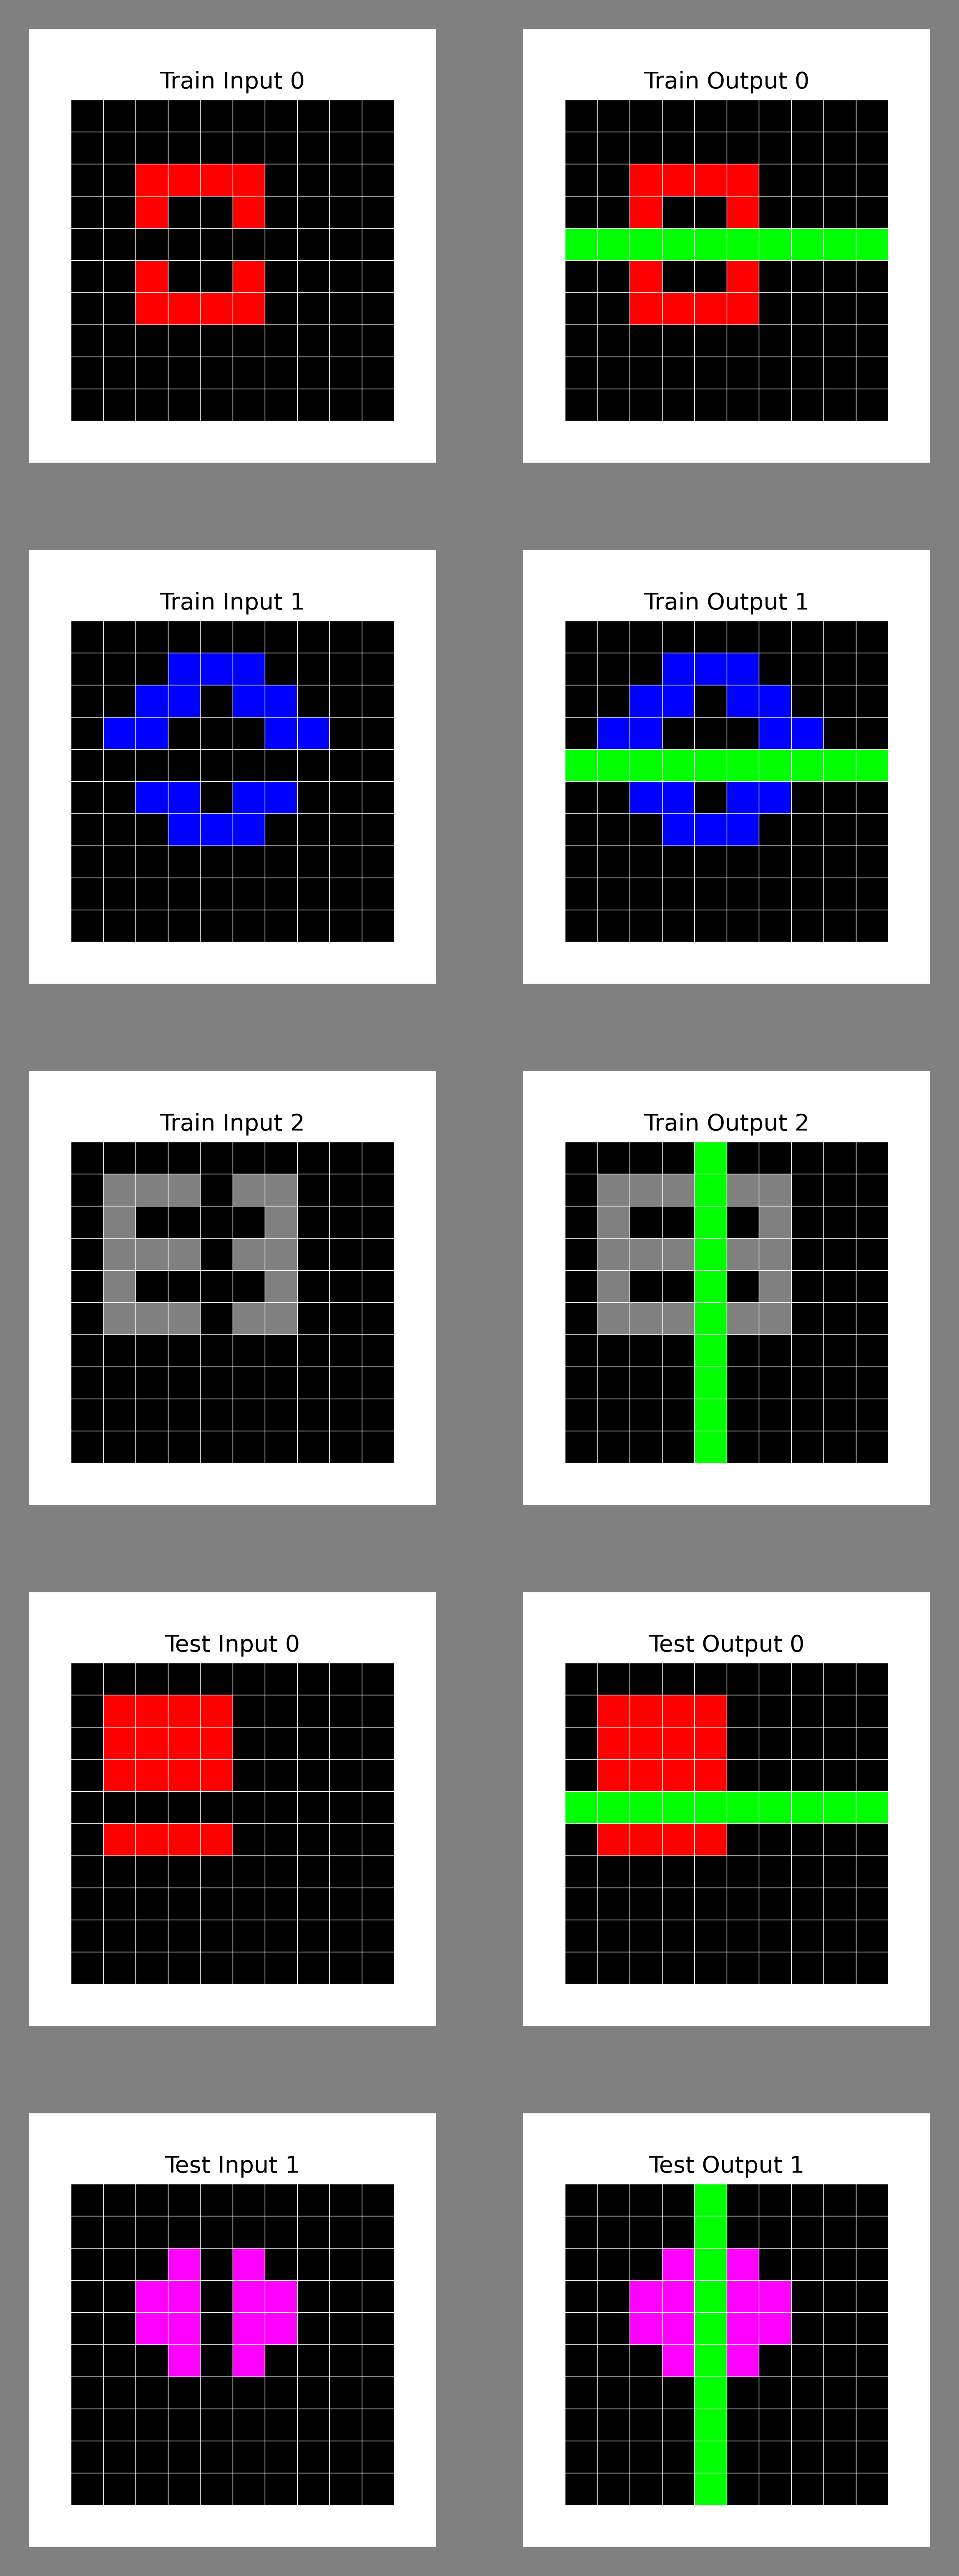 Train Input 0
Train Output 0
Train Input 1
Train Output 1
Train Input 2
Train Output 2
Test Input 0
Test Output 0
Test Input 1
Test Output 1